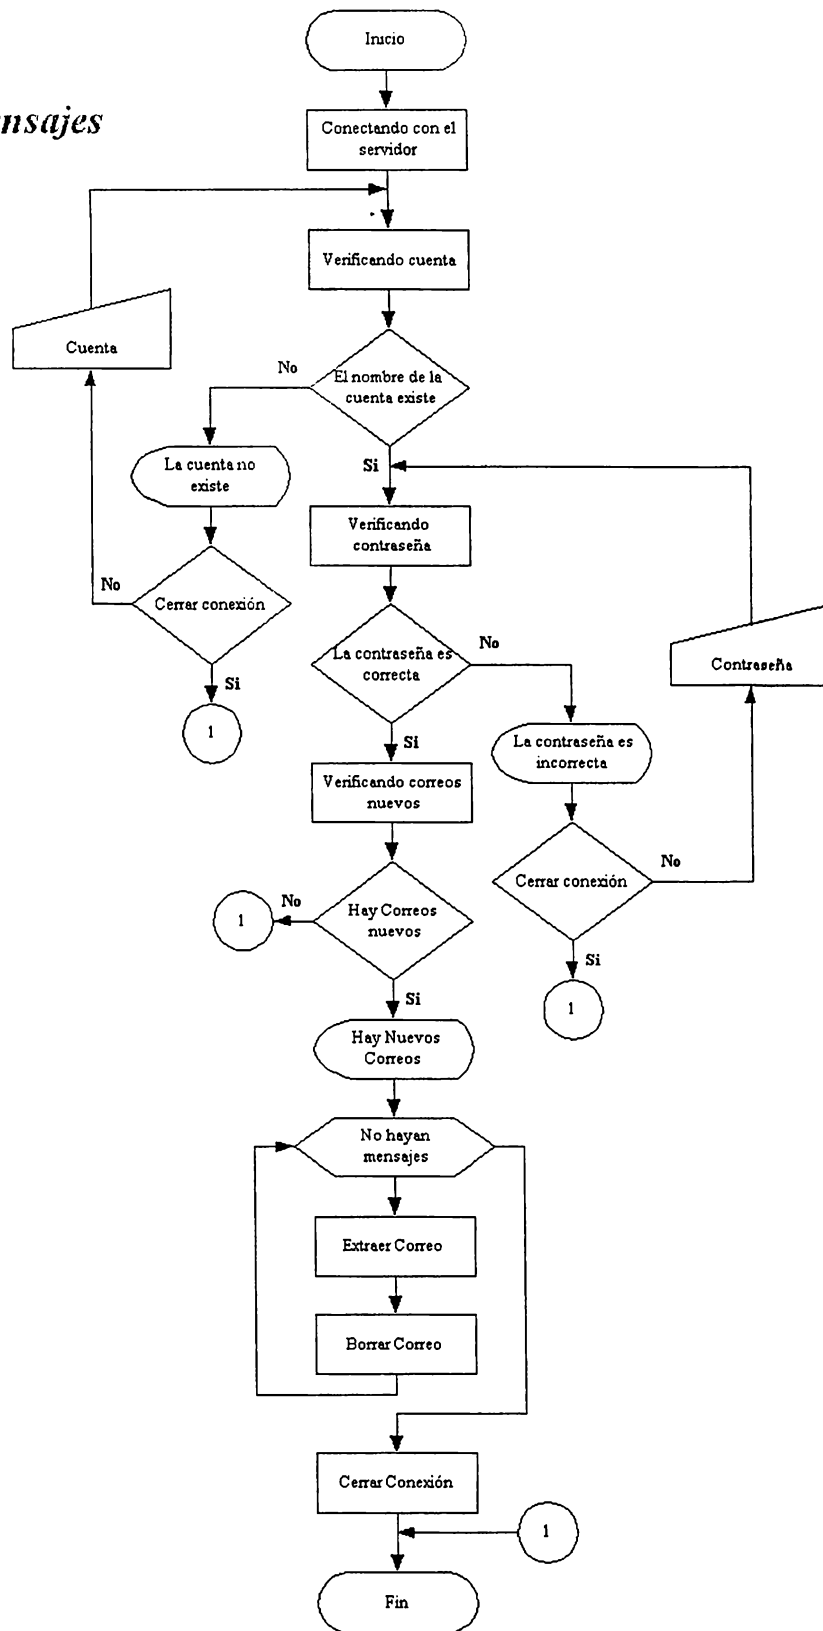 Inicio
nsajes
Conectando con el
servidor
Verificando cuenta
Cuenta
No
El nombre de la
cuenta existe
La cuenta no
existe
Si
Verificando
contraseña
No
Cerrar conexión
Si
1
La contraseña es
correcta
No
Contraseña
Si
La contraseña es
incorrecta
Verificando correos
nuevos
Cerrar conexión
No
1
No
Hay Correos
nuevos
Si
1
Si
Hay Nuevos
Correos
No hayan
mensajes
Extraer Correo
Borrar Correo
Cerrar Conexión
1
Fin